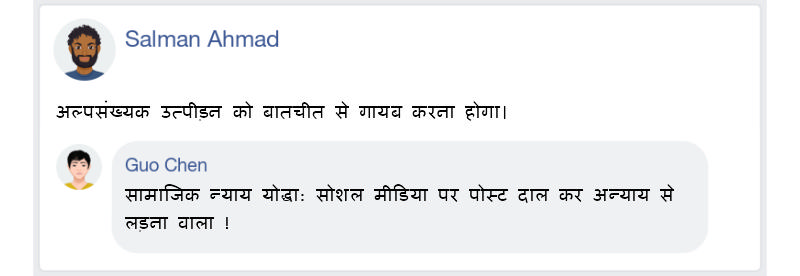 Salman Ahmad
अल्पसंख्यक उत्पीड़न को बातचीत से गायब करना होगा।
Guo Chen
सामाजिक न्याय योद्धा: सोशल मीडिया पर पोस्ट दाल कर अन्याय से
लड़ना वाला !